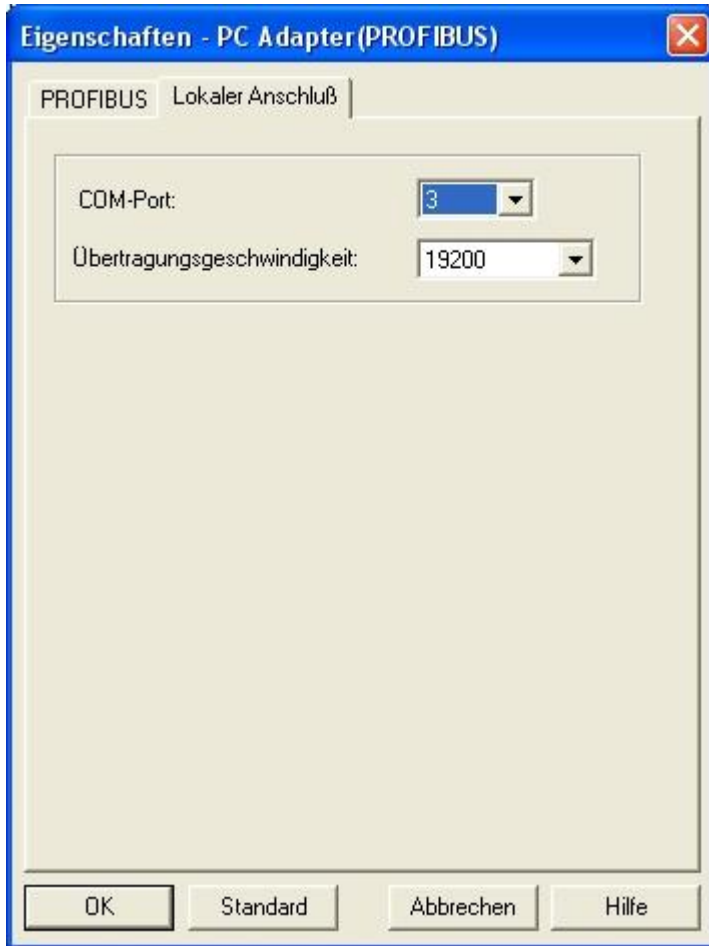 Eigenschaften - PC Adapter(PROFIBUS)
PROFIBUS Lokaler Anschluß
COM-Port: 3
Übertragungsgeschwindigkeit: 19200
OK Standard Abbrechen Hilfe